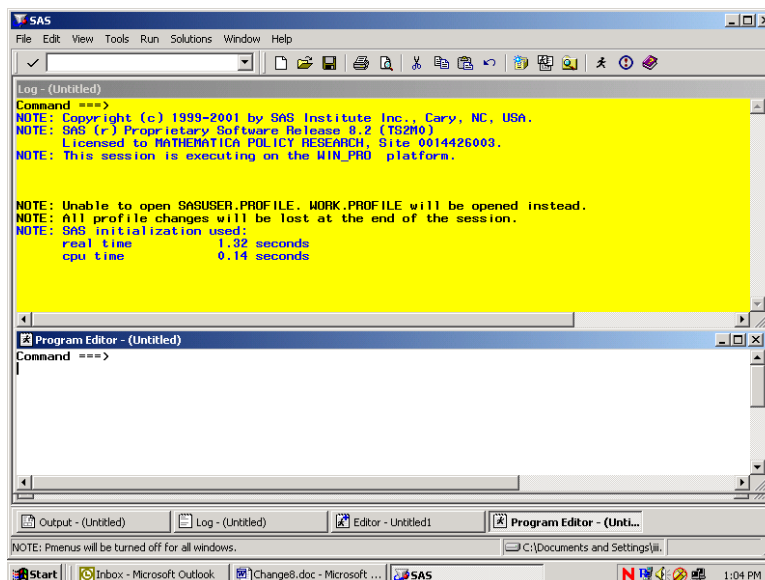 SAS
File Edit View Tools Run Solutions Window Help
Log - (Untitled)
Command ===>
NOTE: Copyright (c) 1999-2001 by SAS Institute Inc., Cary, NC, USA.
NOTE: SAS (r) Proprietary Software Release 8.2 (TS2M0)
Licensed to MATHEMATICA POLICY RESEARCH, Site 0014426003.
NOTE: This session is executing on the WIN_PRO platform.
NOTE: Unable to open SASUSER.PROFILE. WORK.PROFILE will be opened instead.
NOTE: All profile changes will be lost at the end of the session.
NOTE: SAS initialization used:
real time 1.32 seconds
cpu time 0.14 seconds
Program Editor - (Untitled)
Command ===>
Output - (Untitled) Log - (Untitled) Editor - Untitled1 Program Editor - (Unti...
NOTE: Pmenus will be turned off for all windows. C:\Documents and Settings\jii.
Start Inbox - Microsoft Outlook Change8.doc - Microsoft ... SAS N 1:04 PM